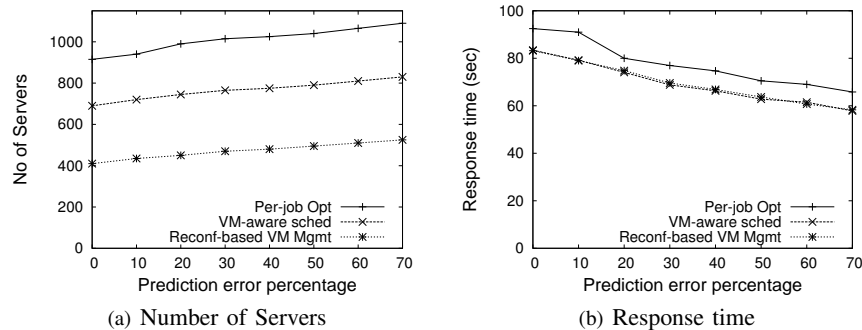 No of Servers
1000
800
600
400
200
0
Per-job Opt
VM-aware sched
Reconf-based VM Mgmt
0 10 20 30 40 50 60 70
Prediction error percentage
(a) Number of Servers
Response time (sec)
100
80
60
40
20
0
Per-job Opt
VM-aware sched
Reconf-based VM Mgmt
0 10 20 30 40 50 60 70
Prediction error percentage
(b) Response time